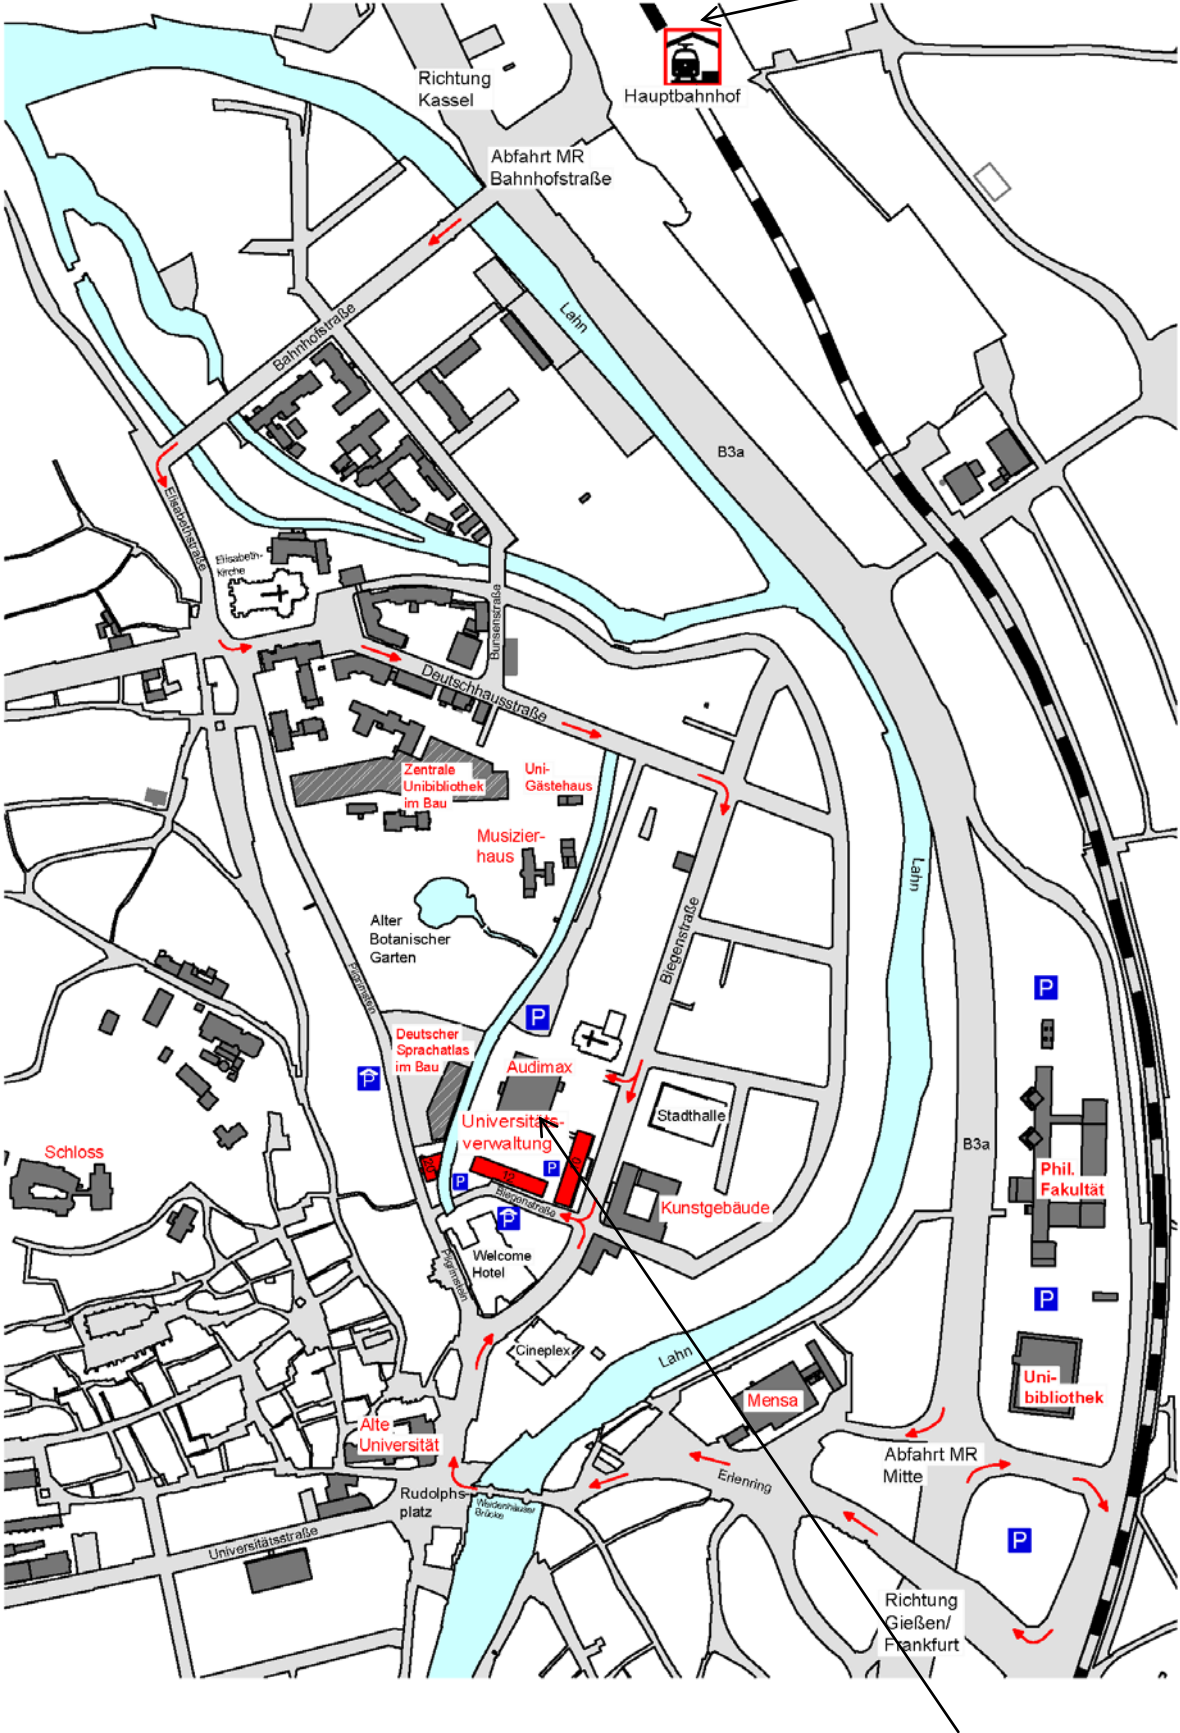 Richtung
Kassel
Hauptbahnhof
Abfahrt MR
Bahnhofstraße
Lahn
Bahnhofstraße
B3a
Elisabethstraße
Elisabeth-
kirche
Bunsenstraße
Deutschhausstraße
Zentrale
Unibibliothek
im Bau
Uni-
Gästehaus
Musizier-
haus
Lahn
Alter
Botanischer
Garten
Biegenstraße
Pilgrimstein
P
P
Deutscher
Sprachatlas
im Bau
Audimax
P
Stadthalle
Universitäts-
verwaltung
B3a
Schloss
20
12
10
P
P
Phil.
Fakultät
Biegenstraße
Kunstgebäude
P
Welcome
Hotel
Pilgrimstein
P
Cineplex
Lahn
Mensa
Uni-
bibliothek
Alte
Universität
Abfahrt MR
Mitte
Erlenring
Rudolphs-
platz
Weidenhäuser
Brücke
Universitätsstraße
P
Richtung
Gießen/
Frankfurt